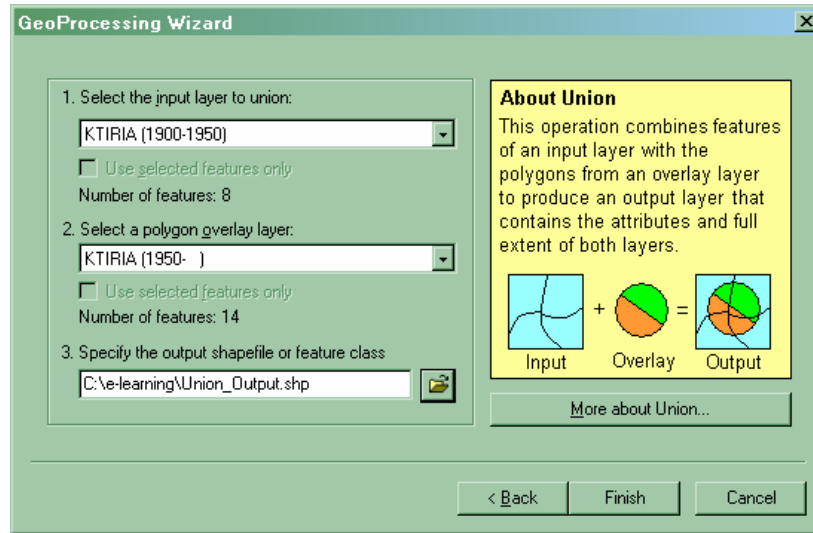 GeoProcessing Wizard
1. Select the input layer to union:
KTIRIA (1900-1950)
Use selected features only
Number of features: 8
2. Select a polygon overlay layer:
KTIRIA (1950-   )
Use selected features only
Number of features: 14
3. Specify the output shapefile or feature class
C:\e-learning\Union_Output.shp
About Union
This operation combines features
of an input layer with the
polygons from an overlay layer
to produce an output layer that
contains the attributes and full
extent of both layers.
+ =
Input Overlay Output
More about Union...
< Back Finish Cancel